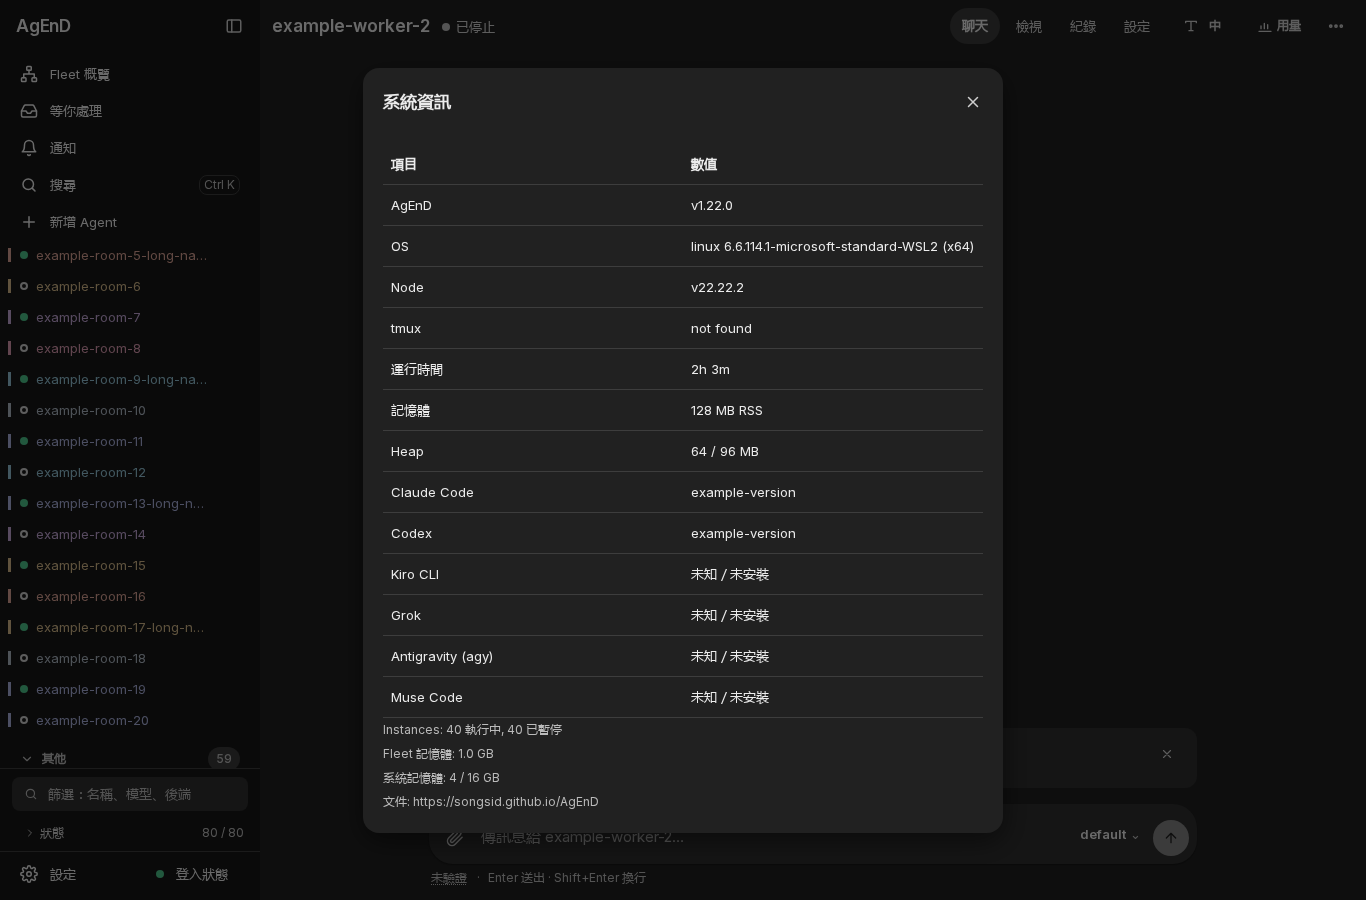 AgEnD
Fleet 概覽
等你處理
通知
搜尋 Ctrl K
新增 Agent
example-room-5-long-na…
example-room-6
example-room-7
example-room-8
example-room-9-long-na…
example-room-10
example-room-11
example-room-12
example-room-13-long-n…
example-room-14
example-room-15
example-room-16
example-room-17-long-n…
example-room-18
example-room-19
example-room-20
其他 59
篩選：名稱、模型、後端
狀態 80 / 80
設定 登入狀態
example-worker-2 已停止 聊天 檢視 紀錄 設定 中 用量
系統資訊
項目 數值
AgEnD v1.22.0
OS linux 6.6.114.1-microsoft-standard-WSL2 (x64)
Node v22.22.2
tmux not found
運行時間 2h 3m
記憶體 128 MB RSS
Heap 64 / 96 MB
Claude Code example-version
Codex example-version
Kiro CLI 未知 / 未安裝
Grok 未知 / 未安裝
Antigravity (agy) 未知 / 未安裝
Muse Code 未知 / 未安裝
Instances: 40 執行中, 40 已暫停
Fleet 記憶體: 1.0 GB
系統記憶體: 4 / 16 GB
文件: https://songsid.github.io/AgEnD
傳訊息給 example-worker-2… default
未驗證 · Enter 送出 · Shift+Enter 換行